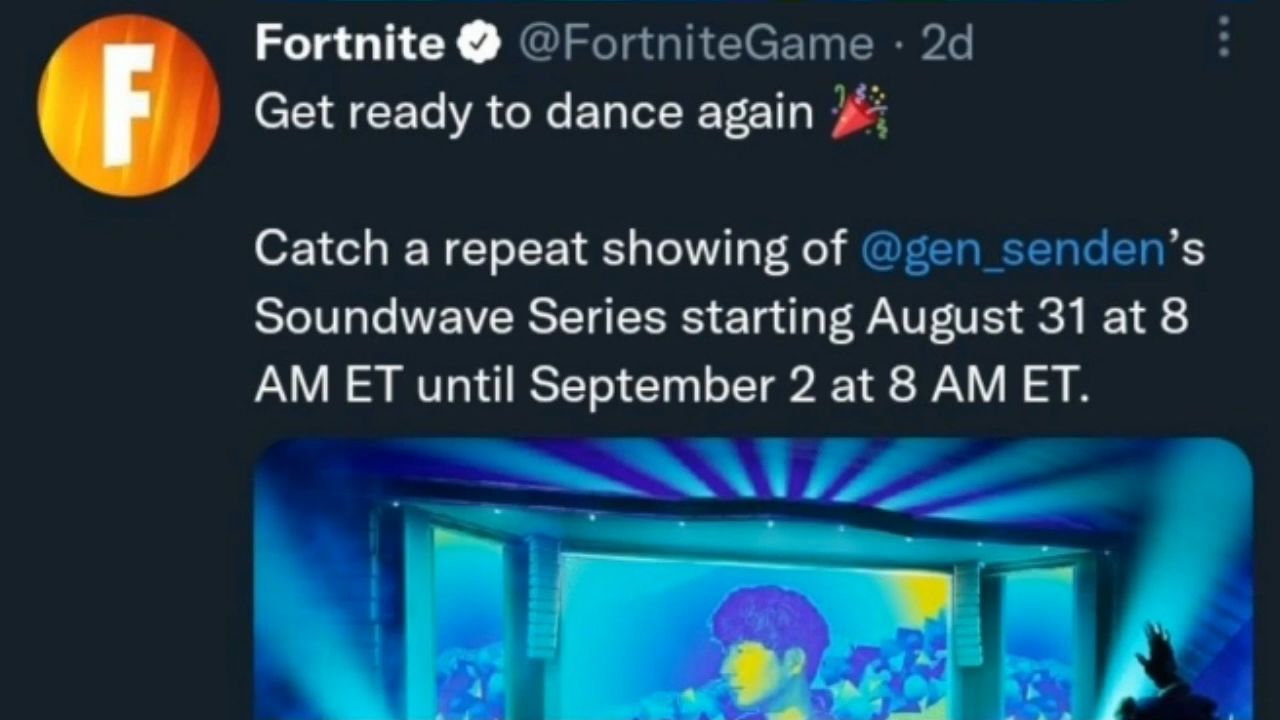 Fortnite @FortniteGame · 2d
Get ready to dance again 🎉
Catch a repeat showing of @gen_senden’s
Soundwave Series starting August 31 at 8
AM ET until September 2 at 8 AM ET.